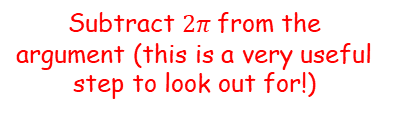 Subtract 2π from the
argument (this is a very useful
step to look out for!)